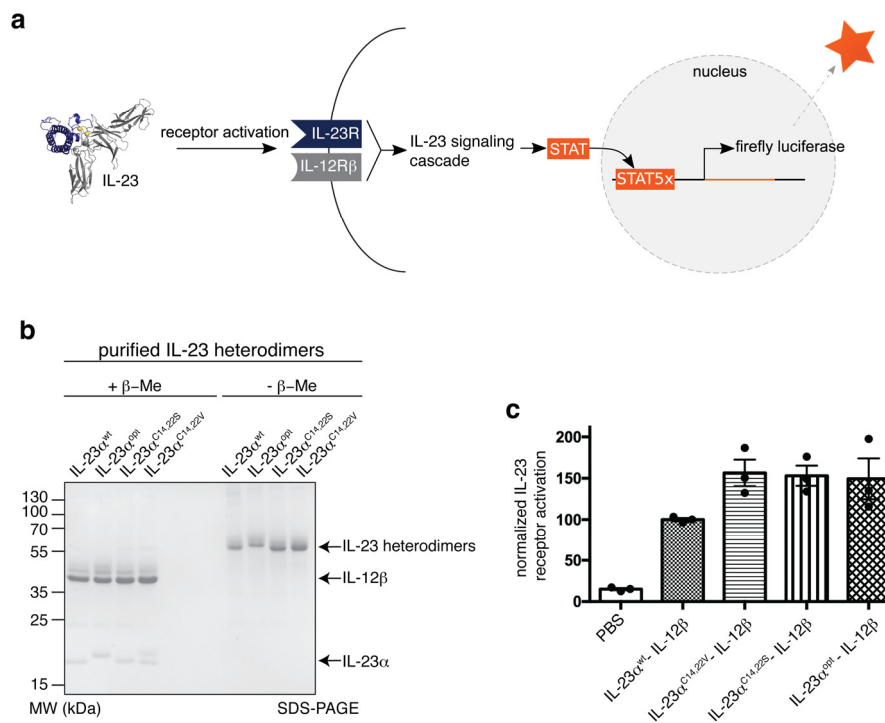 a
nucleus
receptor activation
IL-23
IL-23R
IL-12Rβ
IL-23 signaling
cascade
STAT
STAT5x
firefly luciferase
b
purified IL-23 heterodimers
+ β-Me
- β-Me
IL-23α^wt
IL-23α^opt
IL-23α^C14,22S
IL-23α^C14,22V
IL-23α^wt
IL-23α^opt
IL-23α^C14,22S
IL-23α^C14,22V
130
100
70
55
35
25
15
IL-23 heterodimers
IL-12β
IL-23α
MW (kDa)
SDS-PAGE
c
normalized IL-23
receptor activation
200
150
100
50
0
PBS
IL-23α^wt- IL-12β
IL-23α^C14,22V- IL-12β
IL-23α^C14,22S- IL-12β
IL-23α^opt- IL-12β